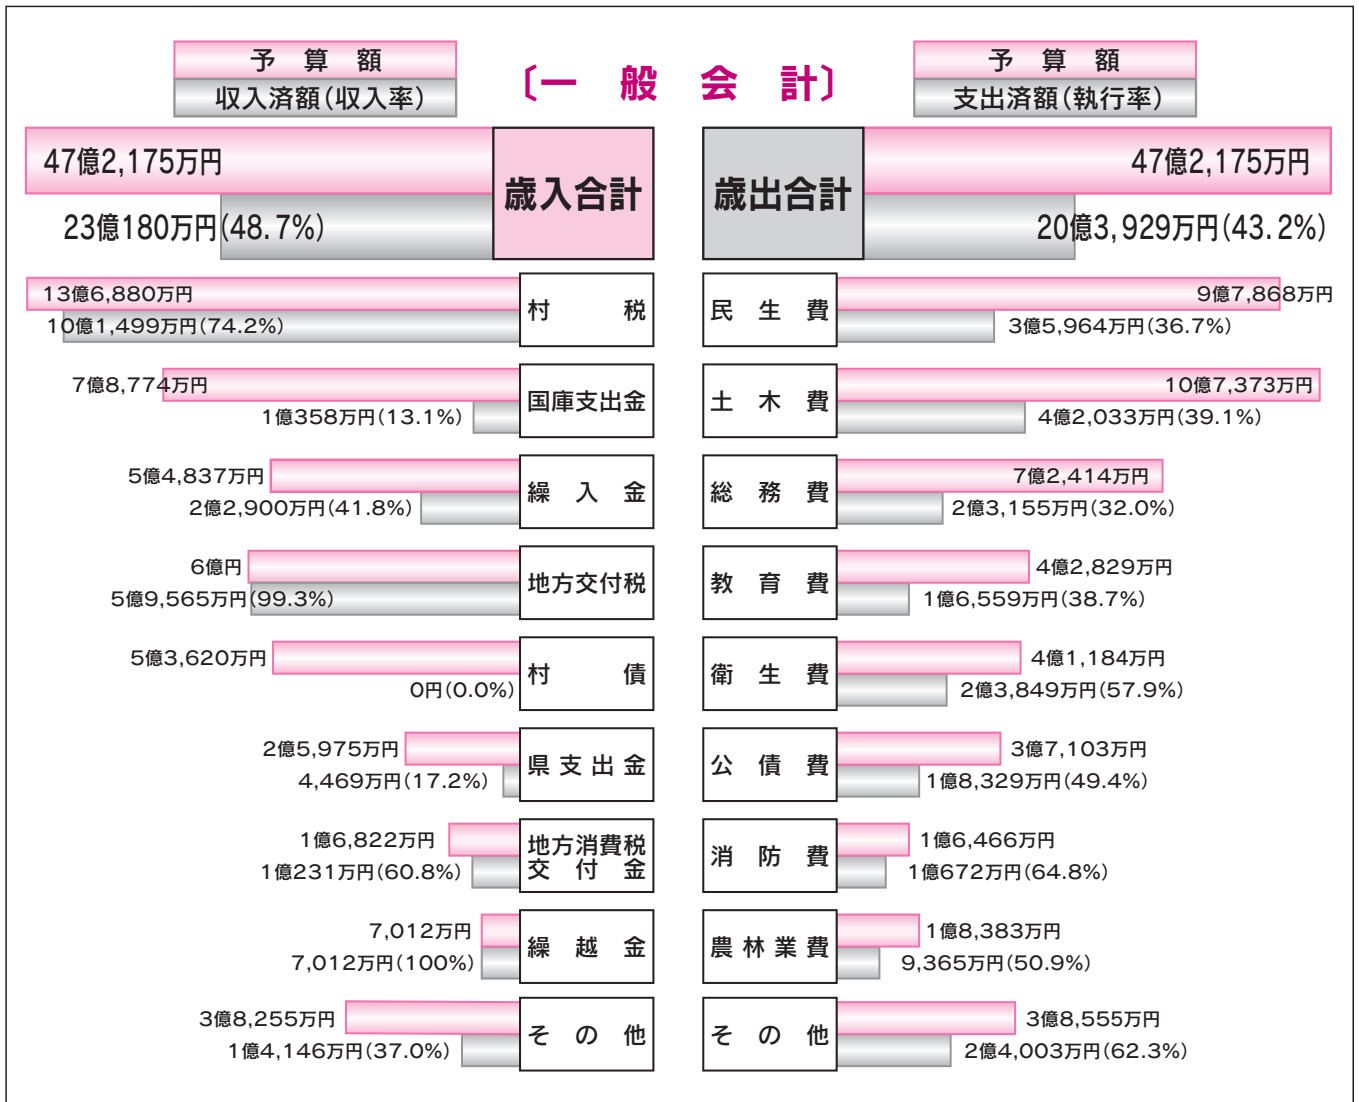 〔一般会計〕
予算額
収入済額(収入率)
47億2,175万円
23億180万円(48.7%)
歳入合計
13億6,880万円
10億1,499万円(74.2%)
村税
7億8,774万円
1億358万円(13.1%)
国庫支出金
5億4,837万円
2億2,900万円(41.8%)
繰入金
6億円
5億9,565万円(99.3%)
地方交付税
5億3,620万円
0円(0.0%)
村債
2億5,975万円
4,469万円(17.2%)
県支出金
1億6,822万円
1億231万円(60.8%)
地方消費税
交付金
7,012万円
7,012万円(100%)
繰越金
3億8,255万円
1億4,146万円(37.0%)
その他
予算額
支出済額(執行率)
歳出合計
47億2,175万円
20億3,929万円(43.2%)
民生費
9億7,868万円
3億5,964万円(36.7%)
土木費
10億7,373万円
4億2,033万円(39.1%)
総務費
7億2,414万円
2億3,155万円(32.0%)
教育費
4億2,829万円
1億6,559万円(38.7%)
衛生費
4億1,184万円
2億3,849万円(57.9%)
公債費
3億7,103万円
1億8,329万円(49.4%)
消防費
1億6,466万円
1億672万円(64.8%)
農林業費
1億8,383万円
9,365万円(50.9%)
その他
3億8,555万円
2億4,003万円(62.3%)